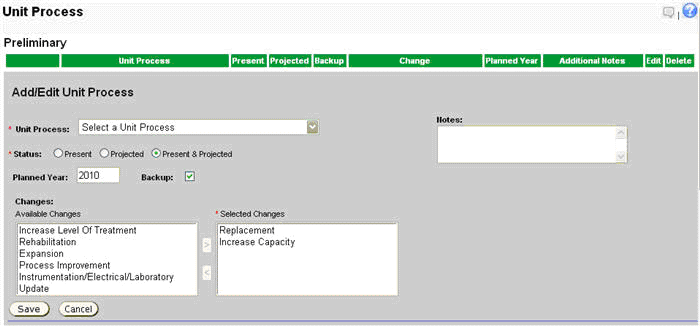 Unit Process
Preliminary
Unit Process Present Projected Backup Change Planned Year Additional Notes Edit Delete
Add/Edit Unit Process
* Unit Process: Select a Unit Process
Notes:
* Status: Present Projected Present & Projected
Planned Year: 2010 Backup:
Changes:
Available Changes * Selected Changes
Increase Level Of Treatment
Rehabilitation
Expansion
Process Improvement
Instrumentation/Electrical/Laboratory
Update
>
<
Replacement
Increase Capacity
Save Cancel